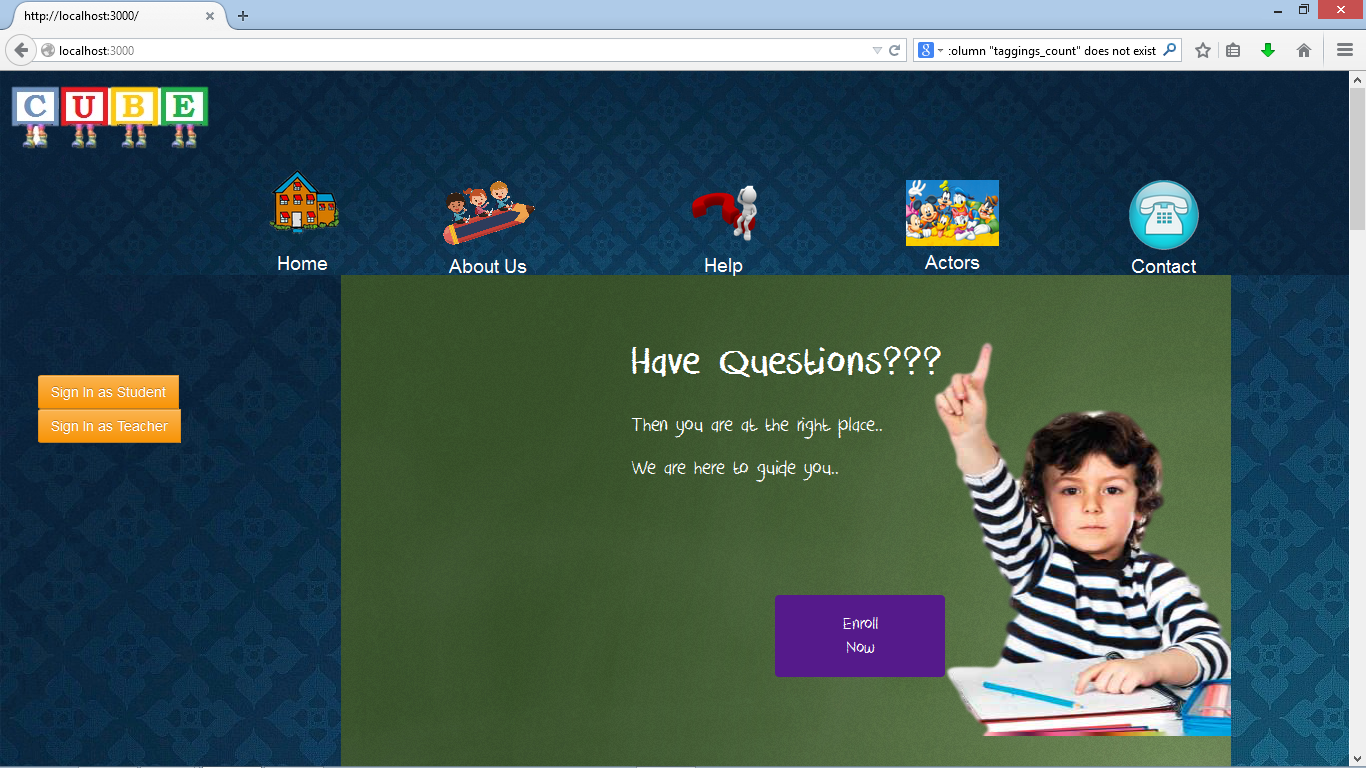 http://localhost:3000/
localhost:3000
:olumn "taggings_count" does not exist
C U B E
Home
About Us
Help
Actors
Contact
Sign In as Student
Sign In as Teacher
Have Questions???
Then you are at the right place..
We are here to guide you..
Enroll
Now